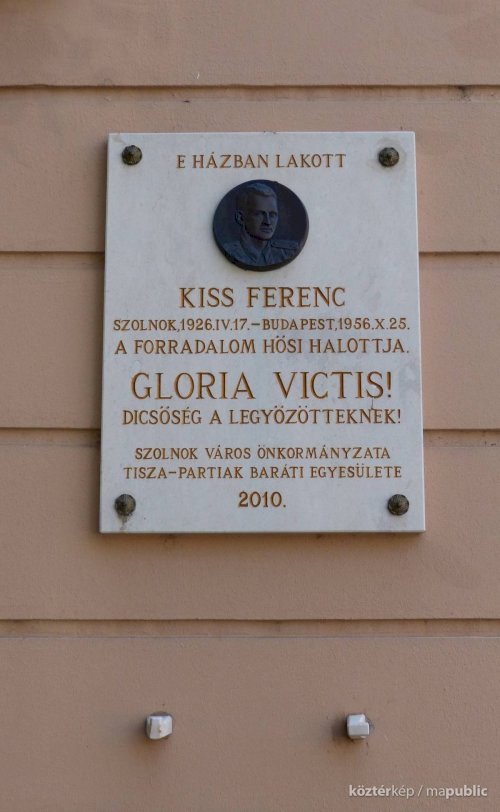 E HÁZBAN LAKOTT
KISS FERENC
SZOLNOK,1926.IV.17.–BUDAPEST,1956.X.25.
A FORRADALOM HŐSI HALOTTJA.
GLORIA VICTIS!
DICSŐSÉG A LEGYŐZÖTTEKNEK!
SZOLNOK VÁROS ÖNKORMÁNYZATA
TISZA–PARTIAK BARÁTI EGYESÜLETE
2010.
köztérkép / mapublic